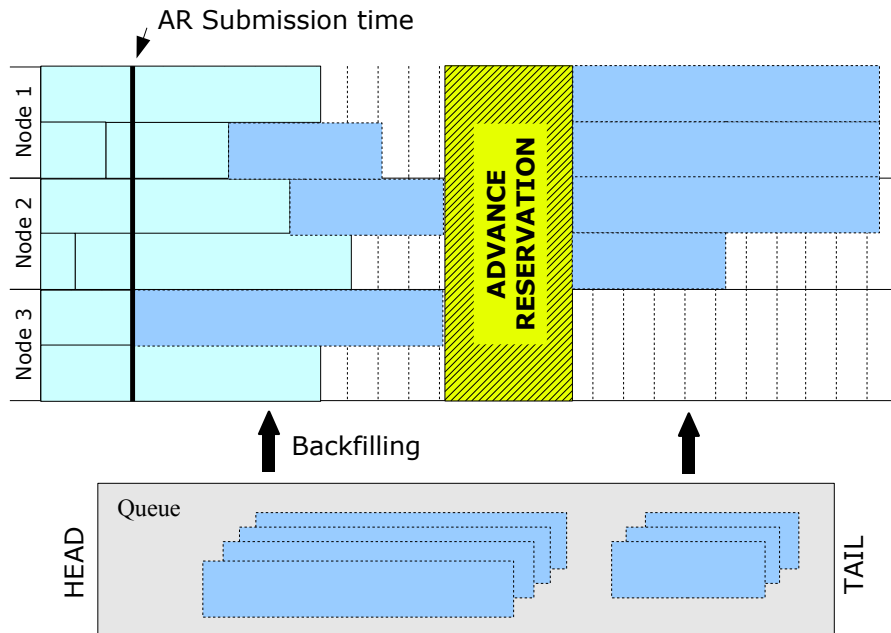 AR Submission time
Node 1
Node 2
Node 3
ADVANCE
RESERVATION
Backfilling
Queue
HEAD
TAIL